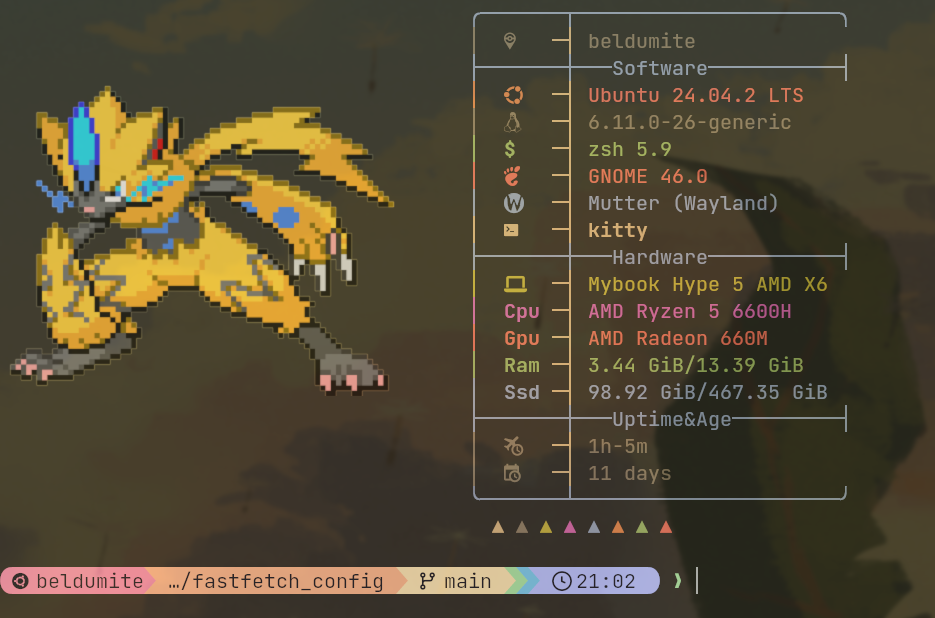 beldumite
Software
Ubuntu 24.04.2 LTS
6.11.0-26-generic
$ zsh 5.9
GNOME 46.0
Mutter (Wayland)
kitty
Hardware
Mybook Hype 5 AMD X6
Cpu AMD Ryzen 5 6600H
Gpu AMD Radeon 660M
Ram 3.44 GiB/13.39 GiB
Ssd 98.92 GiB/467.35 GiB
Uptime&Age
1h-5m
11 days
beldumite …/fastfetch_config main 21:02 ❯